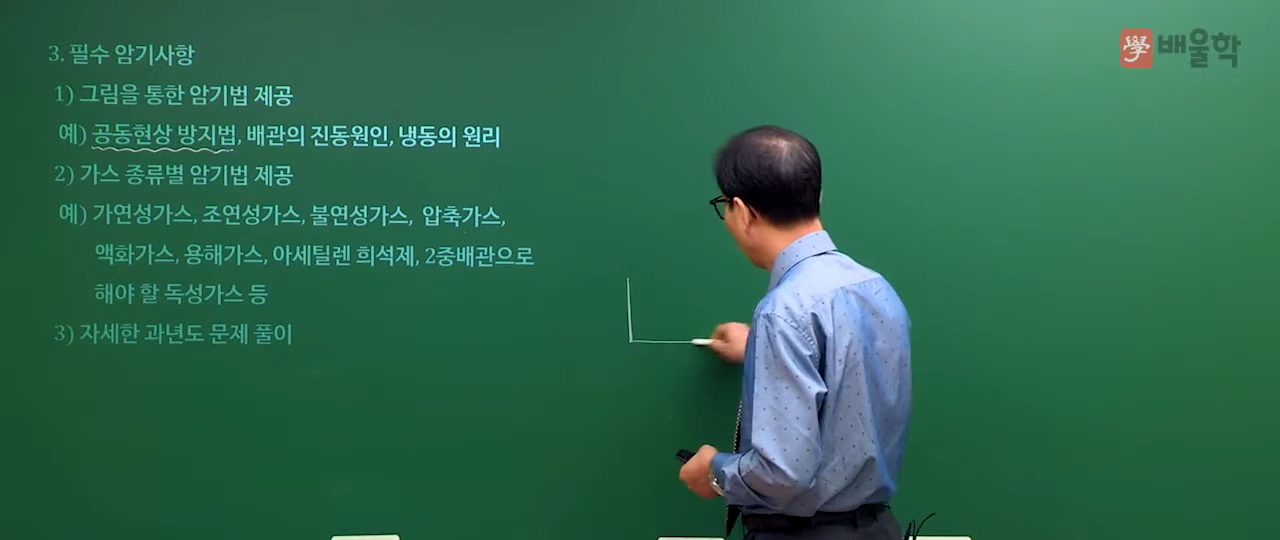 3. 필수 암기사항
學 배울학
1) 그림을 통한 암기법 제공
예) 공동현상 방지법, 배관의 진동원인, 냉동의 원리
2) 가스 종류별 암기법 제공
예) 가연성가스, 조연성가스, 불연성가스, 압축가스,
액화가스, 용해가스, 아세틸렌 희석제, 2중배관으로
해야 할 독성가스 등
3) 자세한 과년도 문제 풀이